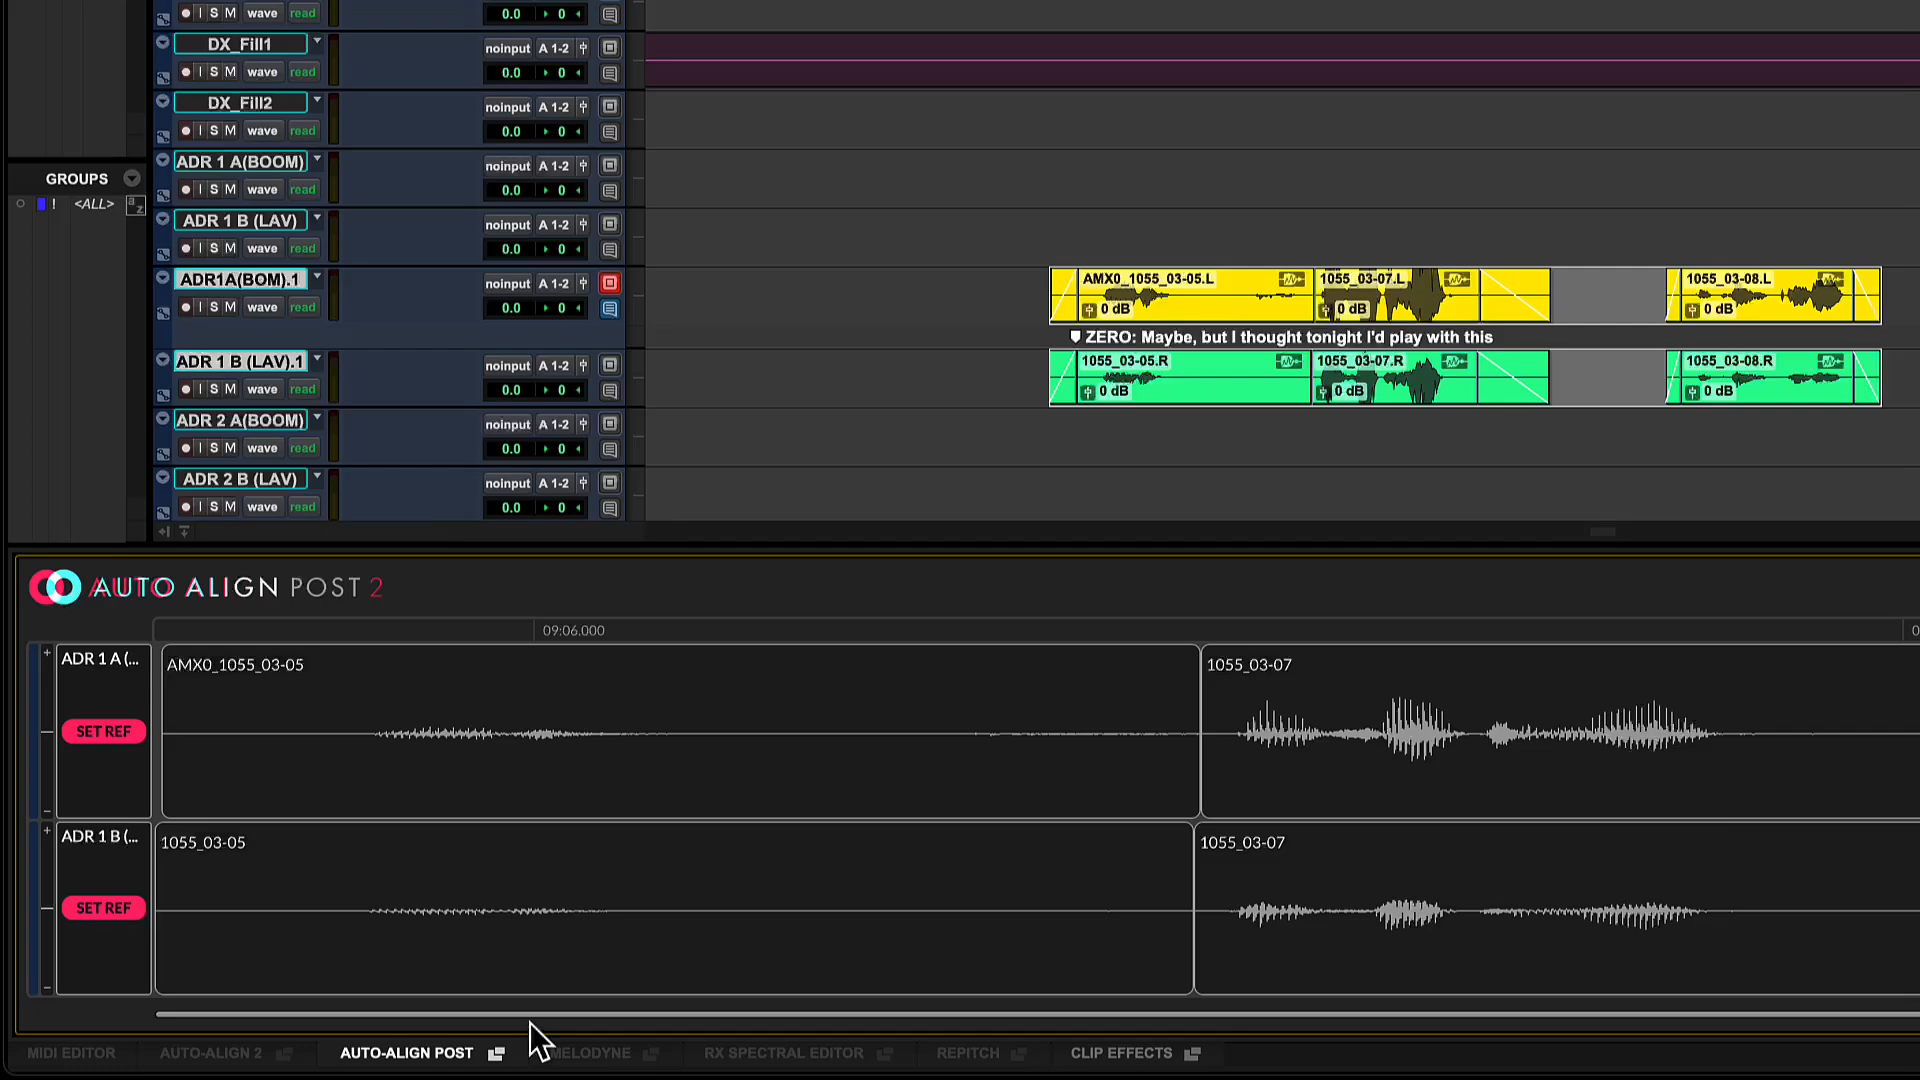 I S M wave read 0.0 0
DX_Fill1 noinput A 1-2
I S M wave read 0.0 0
DX_Fill2 noinput A 1-2
I S M wave read 0.0 0
ADR 1 A(BOOM) noinput A 1-2
GROUPS
I S M wave read 0.0 0
! <ALL> a z
ADR 1 B (LAV) noinput A 1-2
I S M wave read 0.0 0
ADR1A(BOM).1 noinput A 1-2 AMX0_1055_03-05.L 1055_03-07.L 1055_03-08.L
I S M wave read 0.0 0 0 dB 0 dB 0 dB
ZERO: Maybe, but I thought tonight I'd play with this
ADR 1 B (LAV).1 noinput A 1-2 1055_03-05.R 1055_03-07.R 1055_03-08.R
I S M wave read 0.0 0 0 dB 0 dB 0 dB
ADR 2 A(BOOM) noinput A 1-2
I S M wave read 0.0 0
ADR 2 B (LAV) noinput A 1-2
I S M wave read 0.0 0
AUTO ALIGN POST 2
09:06.000
ADR 1 A (... AMX0_1055_03-05 1055_03-07
SET REF
ADR 1 B (... 1055_03-05 1055_03-07
SET REF
MIDI EDITOR AUTO-ALIGN 2 AUTO-ALIGN POST MELODYNE RX SPECTRAL EDITOR REPITCH CLIP EFFECTS